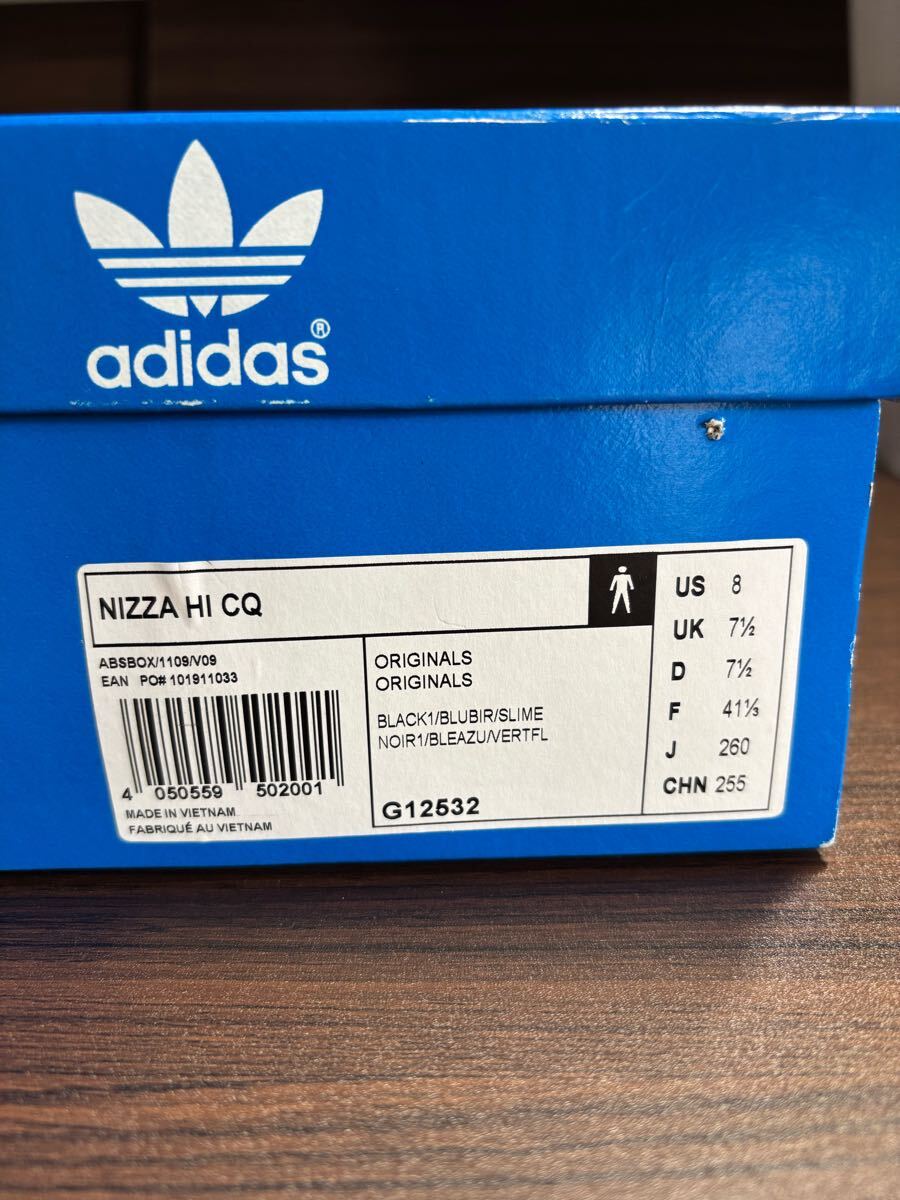 adidas®
NIZZA HI CQ
ABSBOX/1109/V09
EAN PO# 101911033
4 050559 502001
MADE IN VIETNAM
FABRIQUÉ AU VIETNAM
ORIGINALS
ORIGINALS
BLACK1/BLUBIR/SLIME
NOIR1/BLEAZU/VERTFL
G12532
US 8
UK 7½
D 7½
F 41⅓
J 260
CHN 255